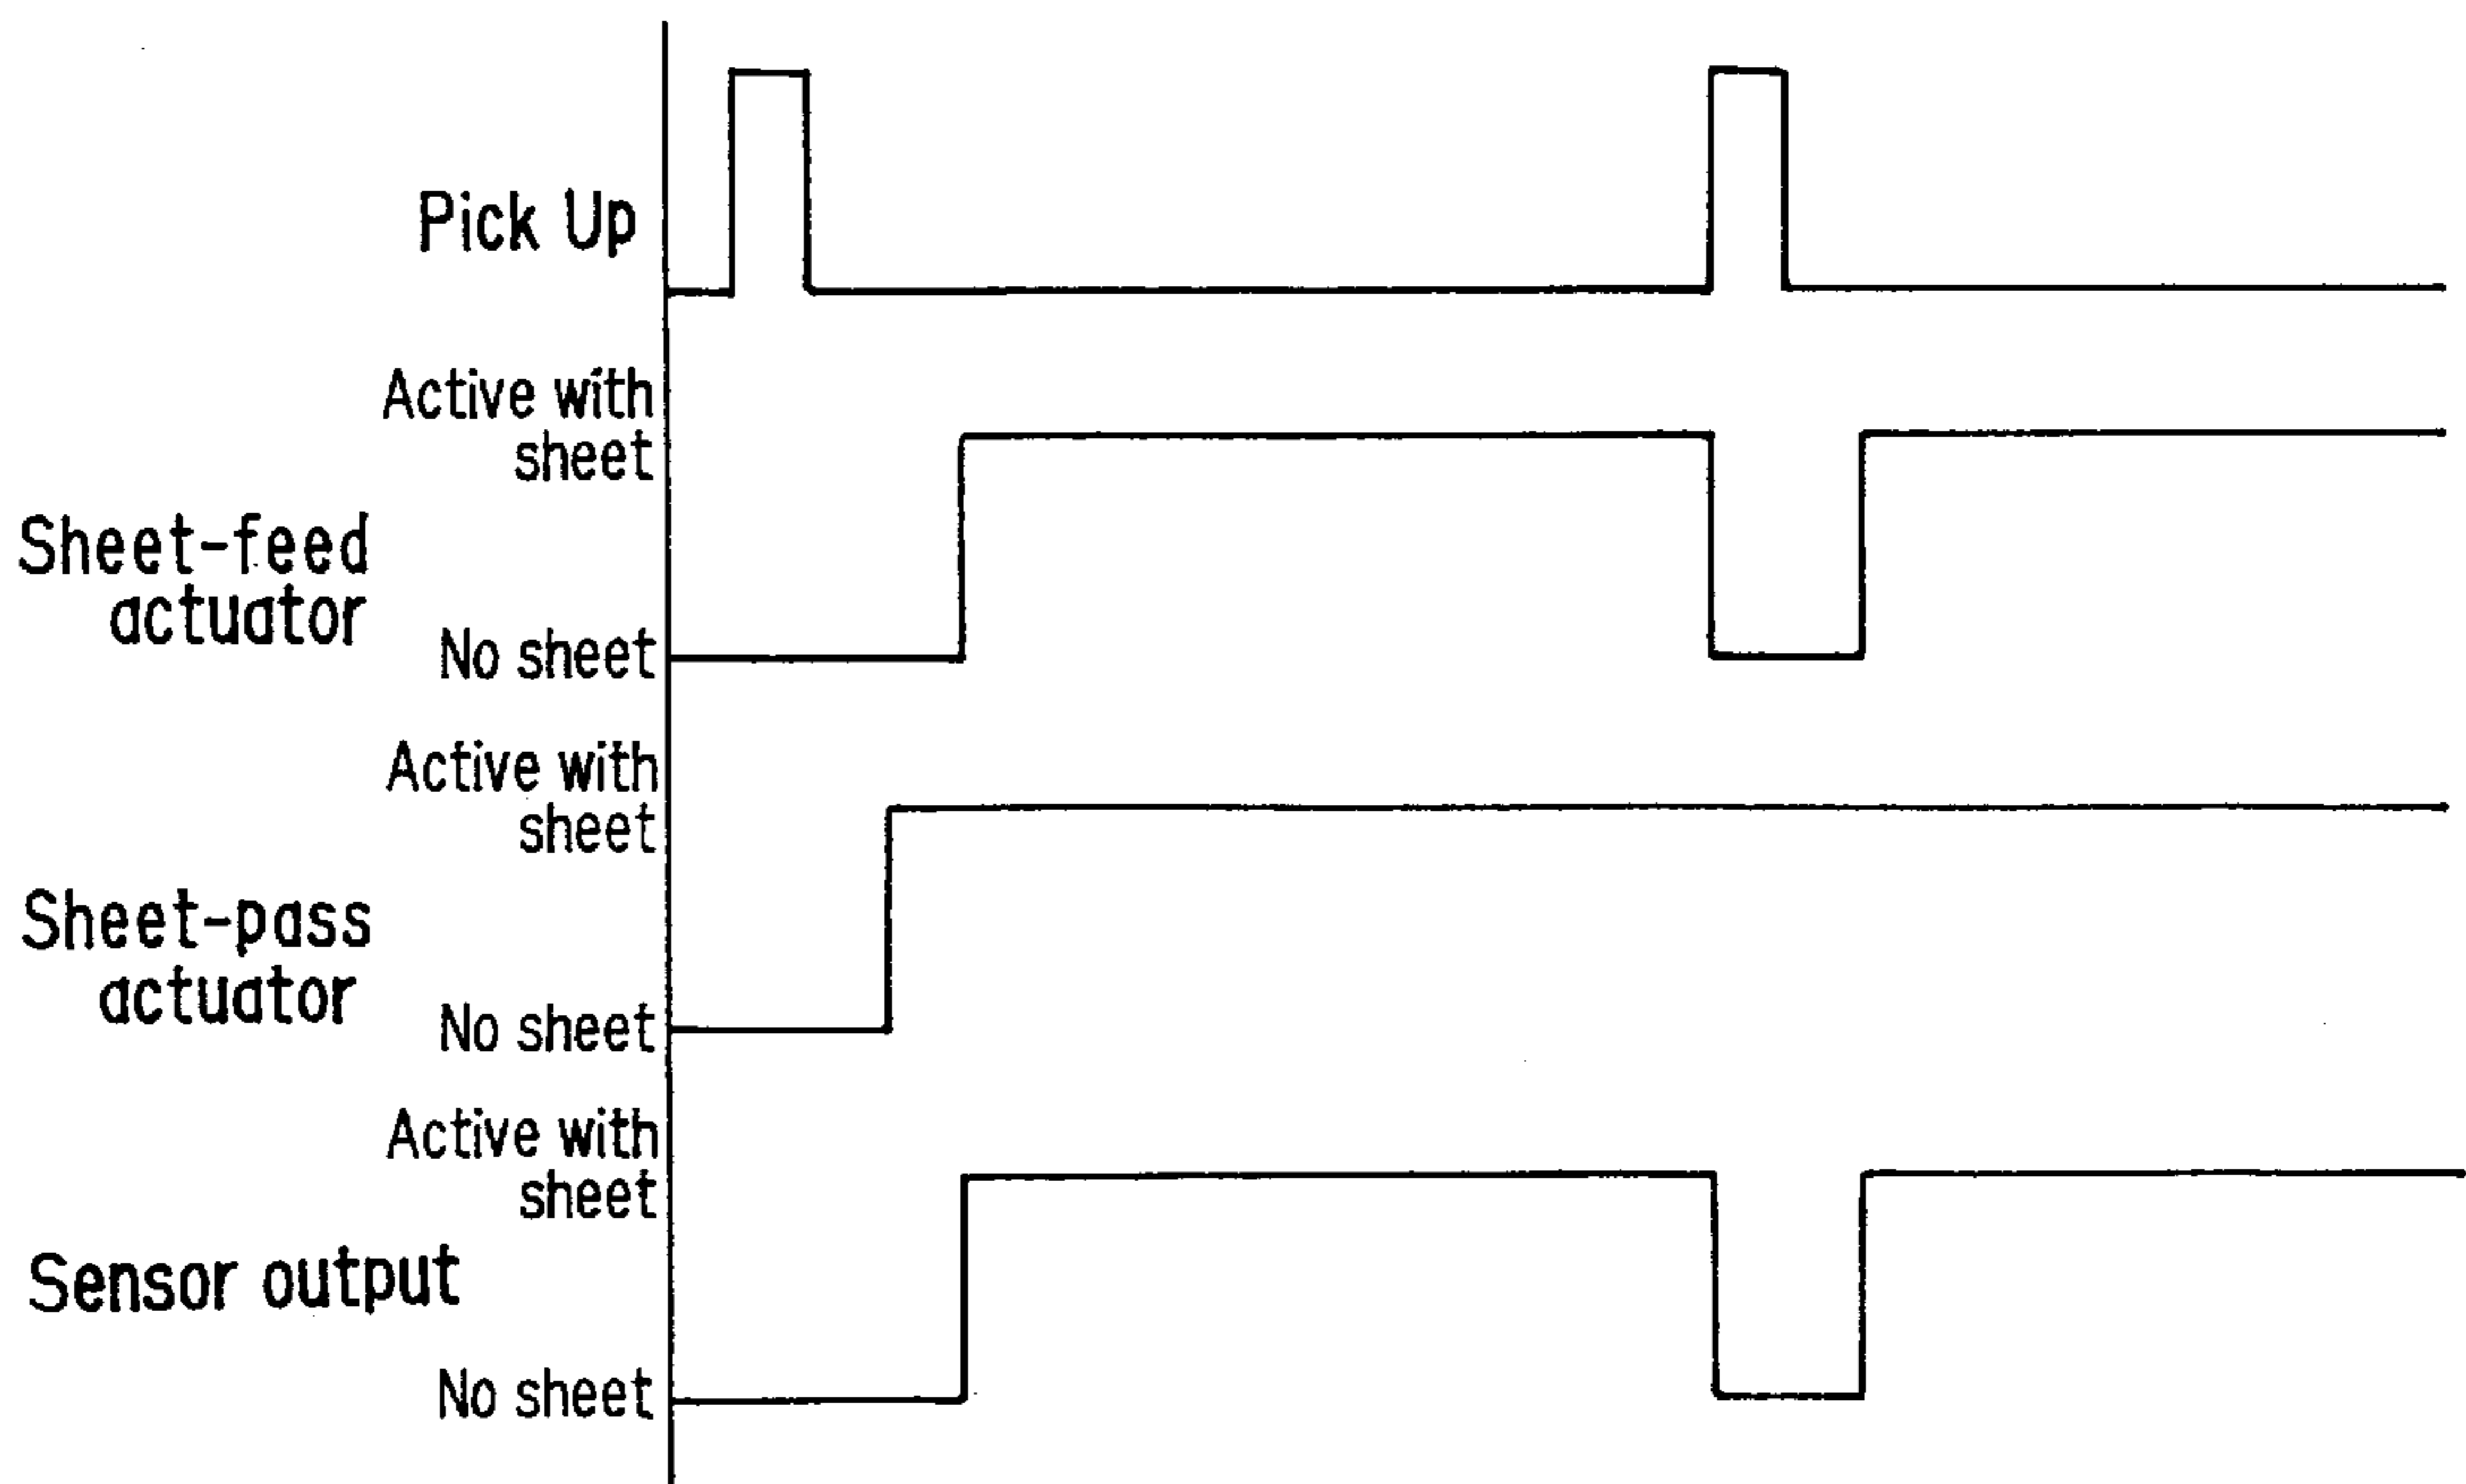 Pick Up
Active with
sheet
Sheet-feed
actuator
No sheet
Active with
sheet
Sheet-pass
actuator
No sheet
Active with
sheet
Sensor output
No sheet